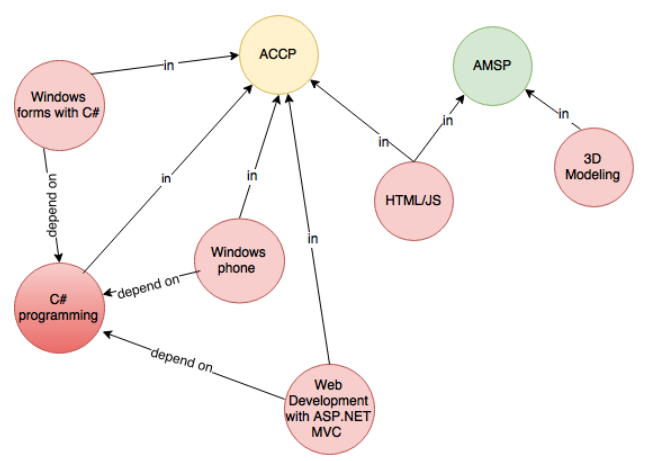 ACCP
AMSP
in
Windows
forms with C#
in
in
in
3D
Modeling
depend on
in
in
HTML/JS
in
Windows
phone
depend on
C#
programming
depend on
Web
Development
with ASP.NET
MVC